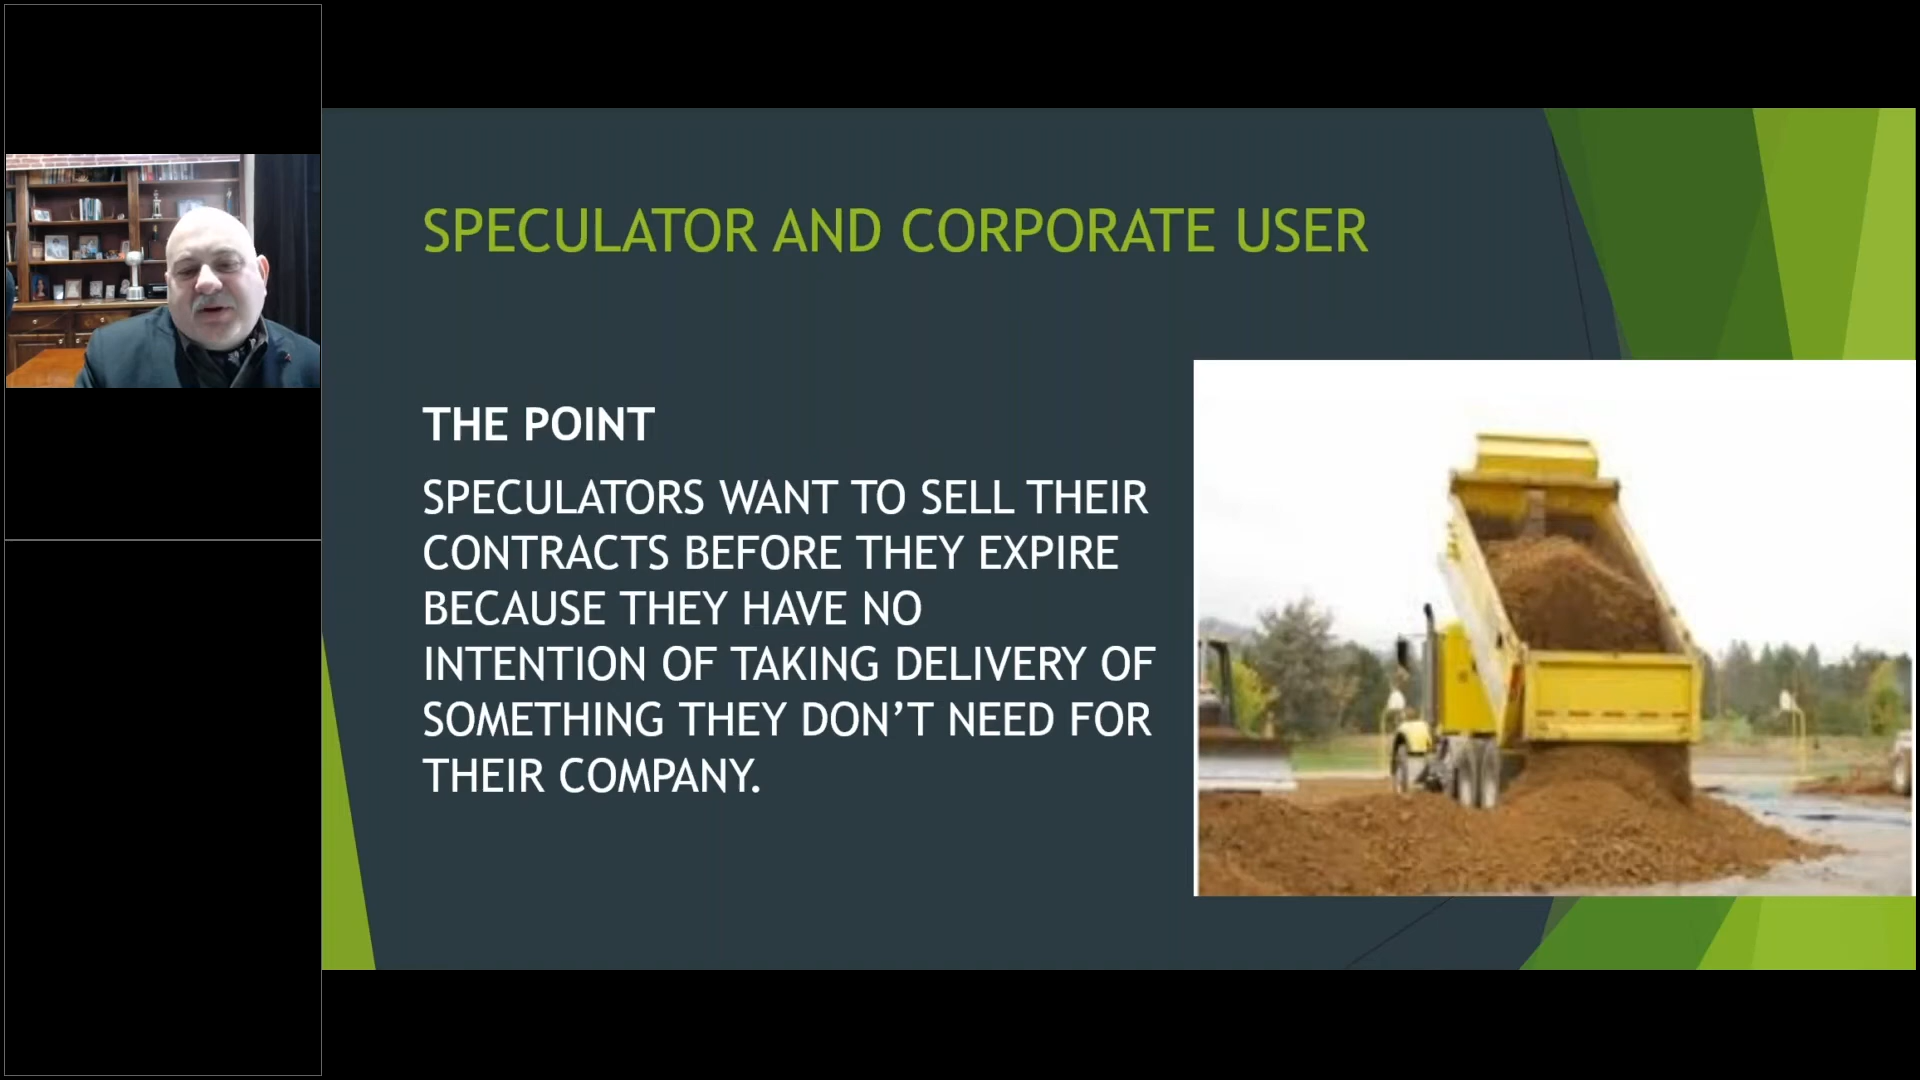 SPECULATOR AND CORPORATE USER
THE POINT
SPECULATORS WANT TO SELL THEIR
CONTRACTS BEFORE THEY EXPIRE
BECAUSE THEY HAVE NO
INTENTION OF TAKING DELIVERY OF
SOMETHING THEY DON’T NEED FOR
THEIR COMPANY.